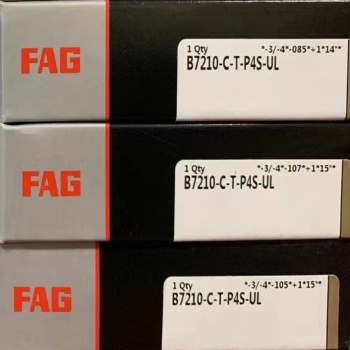 FAG
1 Qty *-3/-4*-085*+1*14'*
B7210-C-T-P4S-UL
FAG
1 Qty *-3/-4*-107*+1*15'*
B7210-C-T-P4S-UL
FAG
1 Qty *-3/-4*-105*+1*15'*
B7210-C-T-P4S-UL